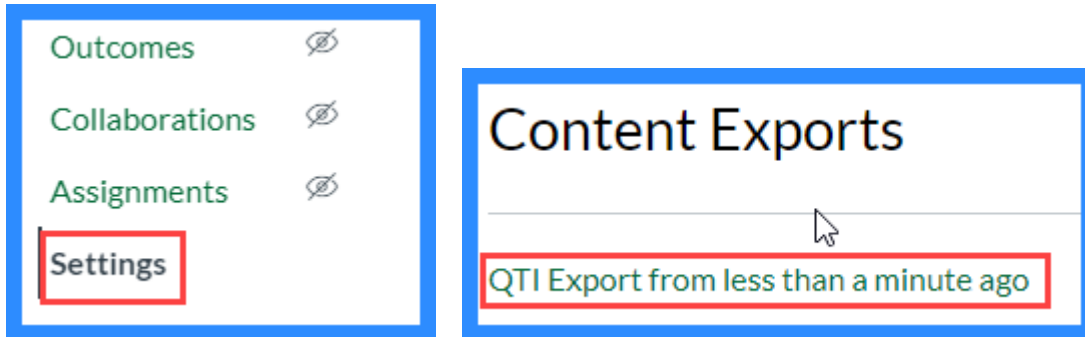 Outcomes
Collaborations
Assignments
Settings
Content Exports
QTI Export from less than a minute ago